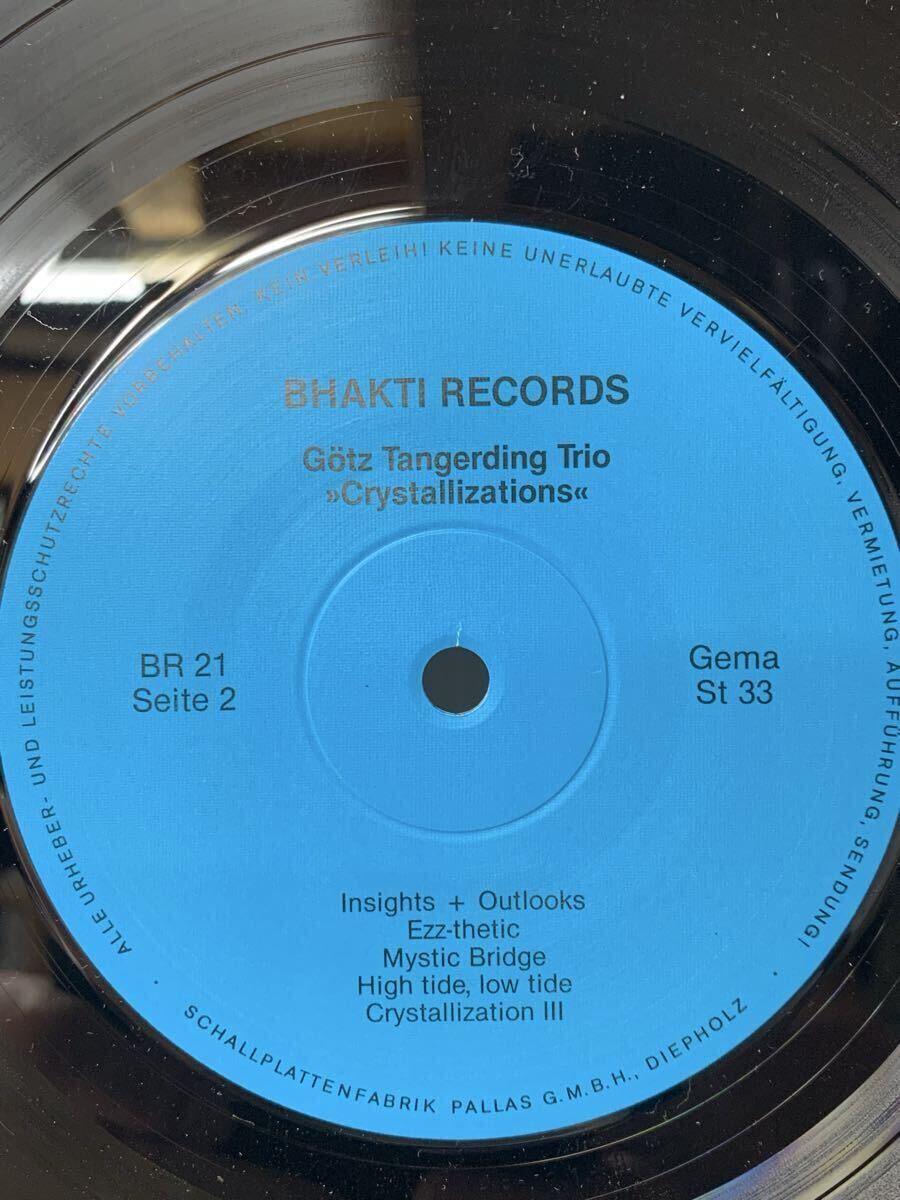 ALLE URHEBER- UND LEISTUNGSSCHUTZRECHTE VORBEHALTEN. KEIN VERLEIH! KEINE UNERLAUBTE VERVIELFÄLTIGUNG, VERMIETUNG, AUFFÜHRUNG, SENDUNG!
BHAKTI RECORDS
Götz Tangerding Trio
»Crystallizations«
BR 21
Seite 2
Gema
St 33
Insights + Outlooks
Ezz-thetic
Mystic Bridge
High tide, low tide
Crystallization III
· SCHALLPLATTENFABRIK PALLAS G.M.B.H., DIEPHOLZ ·